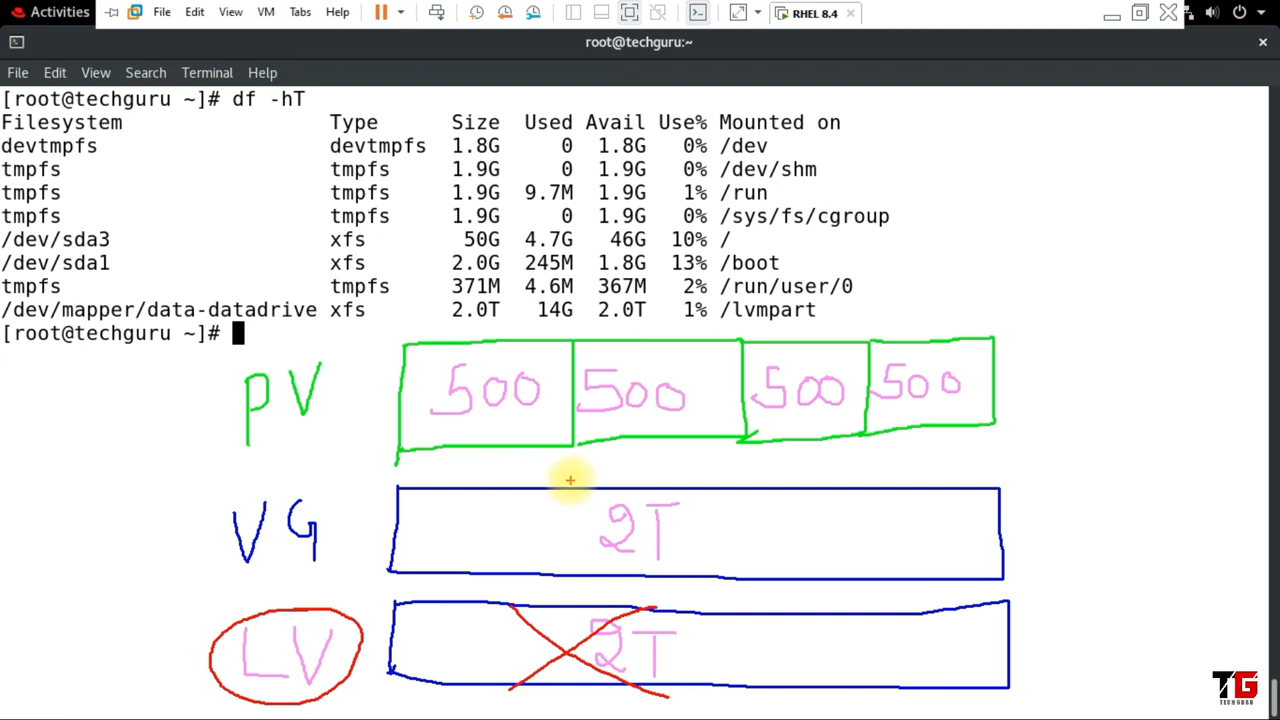 Activities File Edit View VM Tabs Help RHEL 8.4
root@techguru:~
File Edit View Search Terminal Help
[root@techguru ~]# df -hT
Filesystem Type Size Used Avail Use% Mounted on
devtmpfs devtmpfs 1.8G 0 1.8G 0% /dev
tmpfs tmpfs 1.9G 0 1.9G 0% /dev/shm
tmpfs tmpfs 1.9G 9.7M 1.9G 1% /run
tmpfs tmpfs 1.9G 0 1.9G 0% /sys/fs/cgroup
/dev/sda3 xfs 50G 4.7G 46G 10% /
/dev/sda1 xfs 2.0G 245M 1.8G 13% /boot
tmpfs tmpfs 371M 4.6M 367M 2% /run/user/0
/dev/mapper/data-datadrive xfs 2.0T 14G 2.0T 1% /lvmpart
[root@techguru ~]#
PV 500 500 500 500
VG 2T
LV 2T
TG
TECH GURU